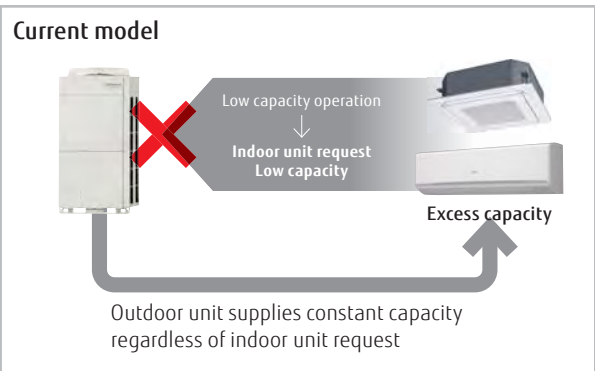 Current model
Low capacity operation
↓
Indoor unit request
Low capacity
Excess capacity
Outdoor unit supplies constant capacity
regardless of indoor unit request